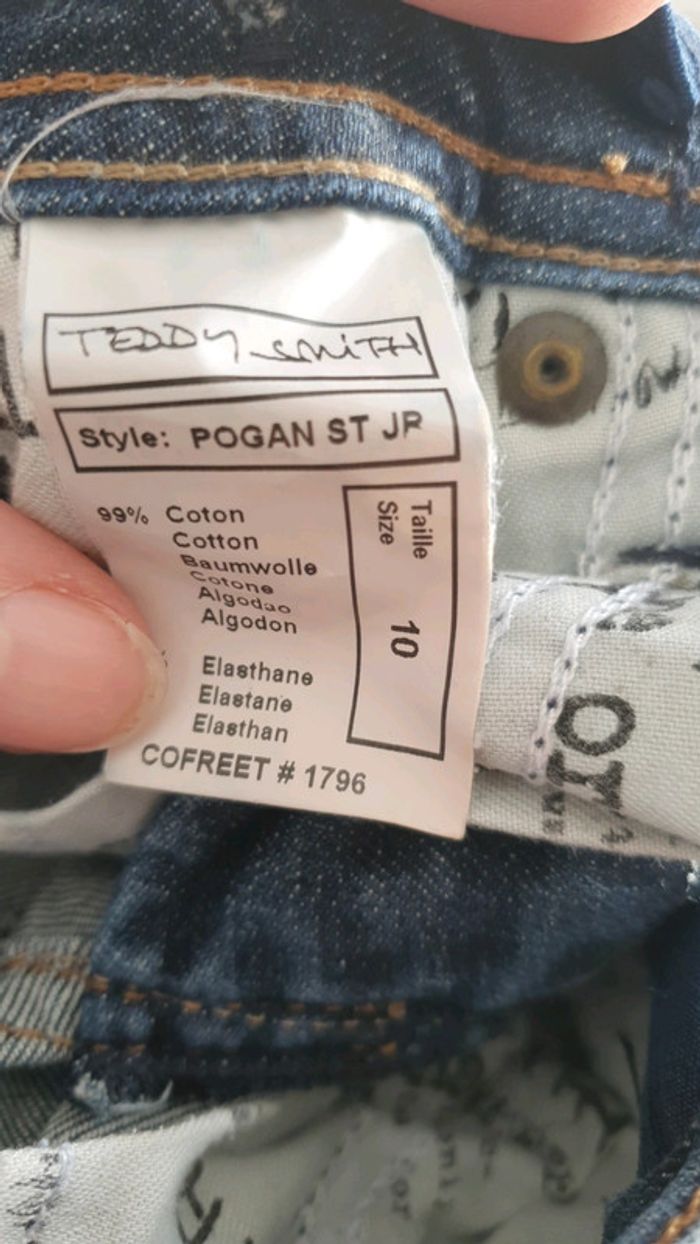 TEDDY SMITH
Style: POGAN ST JR
99% Coton
Cotton
Baumwolle
Cotone
Algodao
Algodon
Elasthane
Elastane
Elasthan
COFREET # 1796
Taille
Size
10